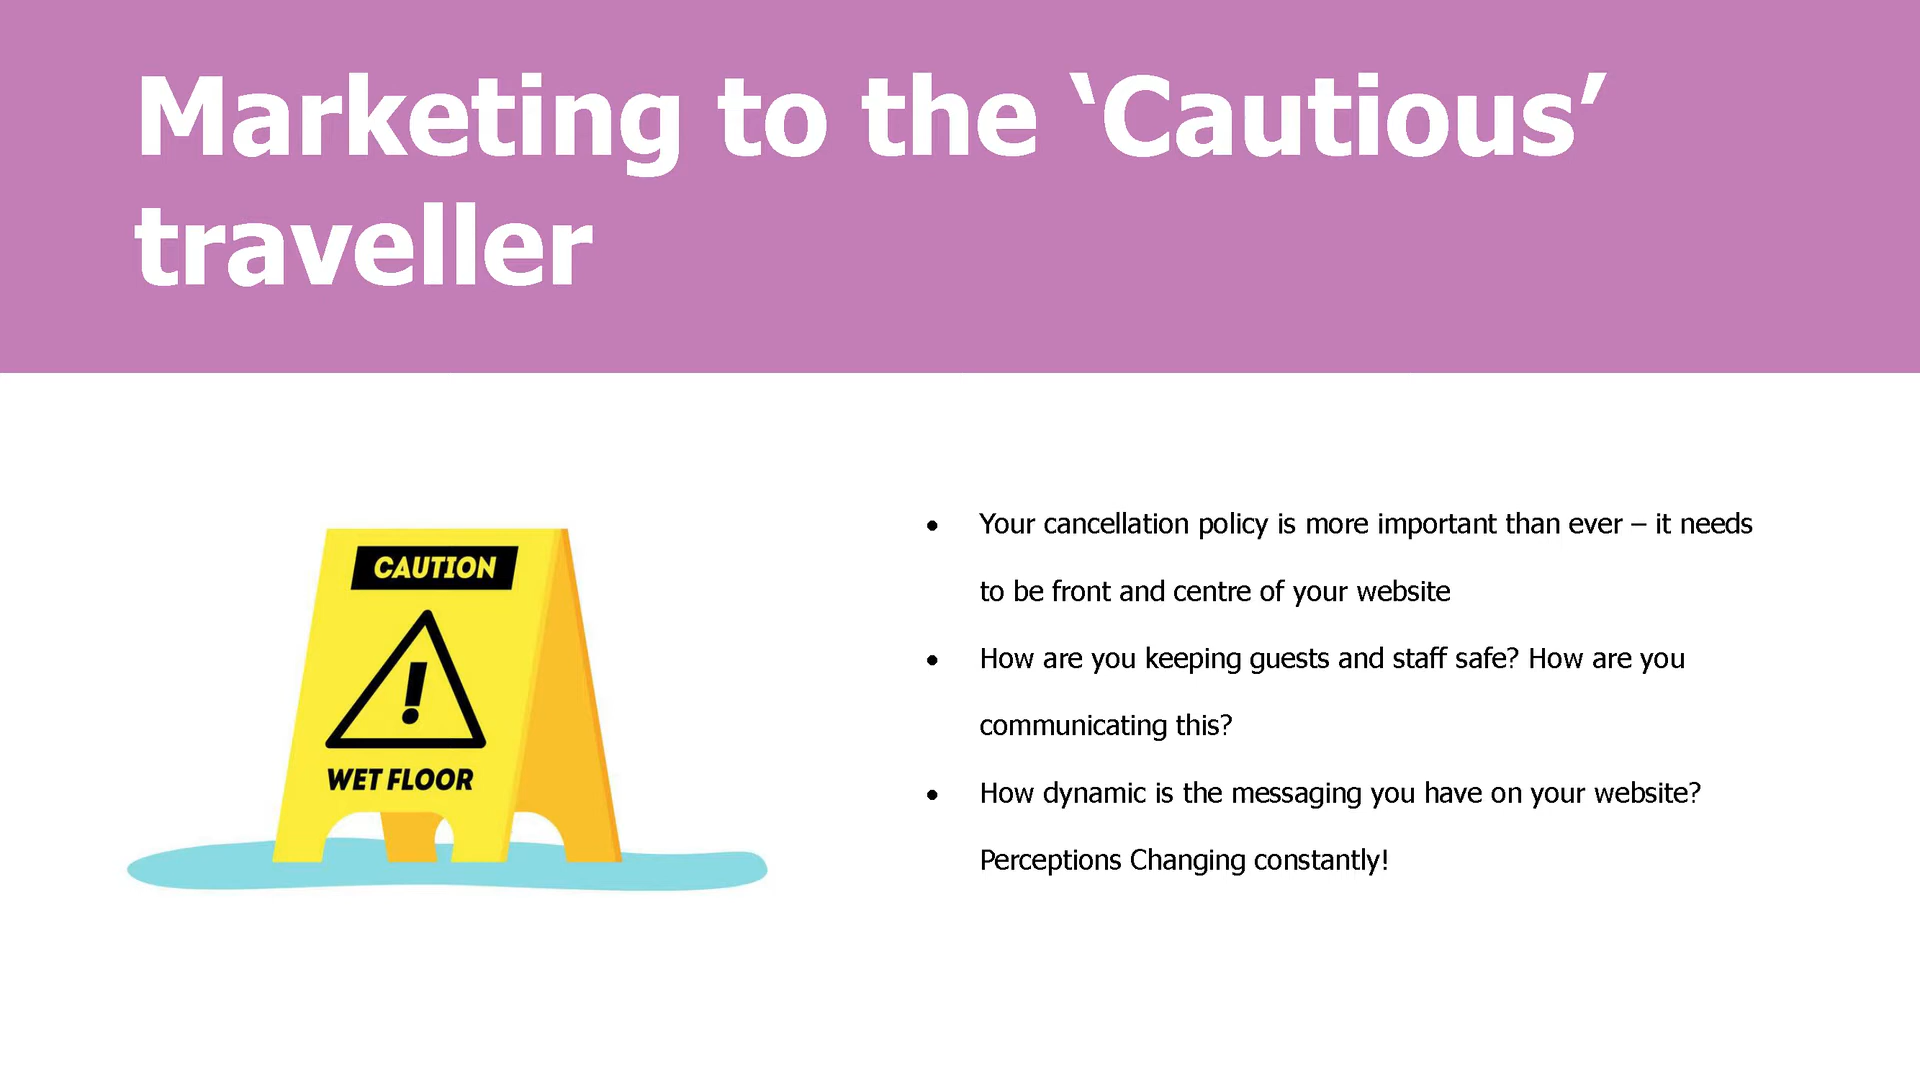 Marketing to the ‘Cautious’
traveller
CAUTION
!
WET FLOOR
• Your cancellation policy is more important than ever – it needs
to be front and centre of your website
• How are you keeping guests and staff safe? How are you
communicating this?
• How dynamic is the messaging you have on your website?
Perceptions Changing constantly!